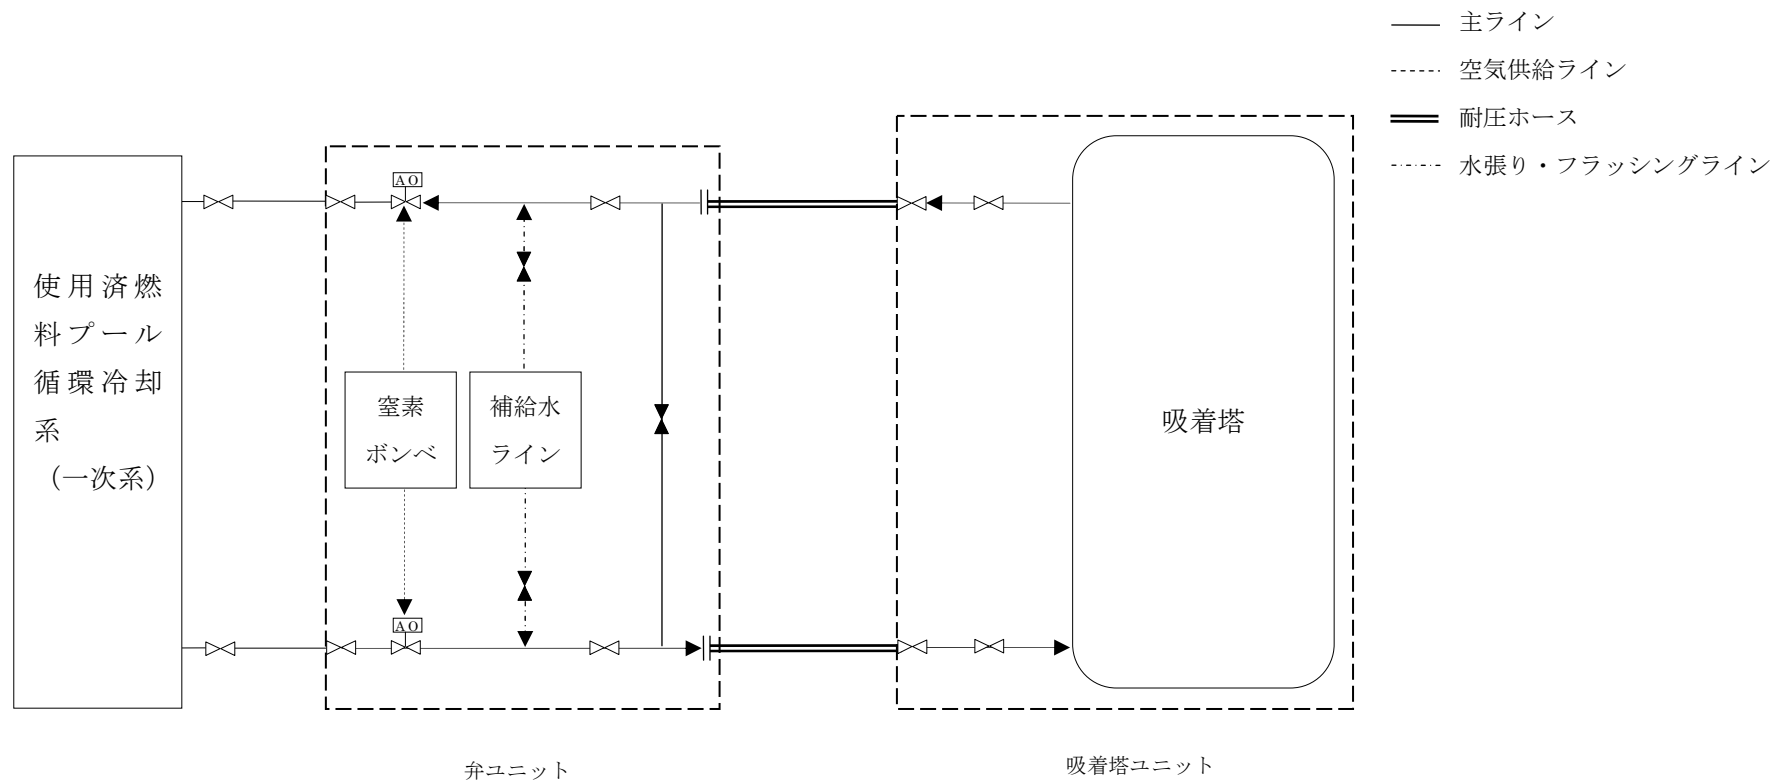 主ライン
空気供給ライン
耐圧ホース
水張り・フラッシングライン
AO
使用済燃
料プール
循環冷却
系
（一次系）
窒素
ボンベ
補給水
ライン
吸着塔
AO
弁ユニット
吸着塔ユニット